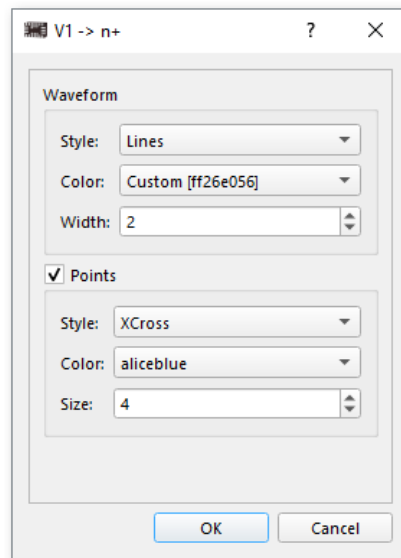 V1 -> n+ ?
Waveform
Style: Lines
Color: Custom [ff26e056]
Width: 2
Points
Style: XCross
Color: aliceblue
Size: 4
OK Cancel